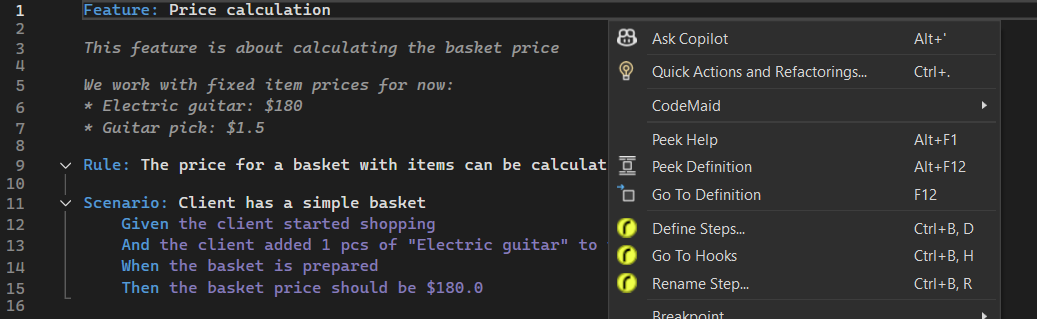 1 Feature: Price calculation
2
3 This feature is about calculating the basket price
4
5 We work with fixed item prices for now:
6 * Electric guitar: $180
7 * Guitar pick: $1.5
8
9 Rule: The price for a basket with items can be calculat
10
11 Scenario: Client has a simple basket
12 Given the client started shopping
13 And the client added 1 pcs of "Electric guitar" to
14 When the basket is prepared
15 Then the basket price should be $180.0
16
Ask Copilot Alt+'
Quick Actions and Refactorings... Ctrl+.
CodeMaid
Peek Help Alt+F1
Peek Definition Alt+F12
Go To Definition F12
Define Steps... Ctrl+B, D
Go To Hooks Ctrl+B, H
Rename Step... Ctrl+B, R
Breakpoint